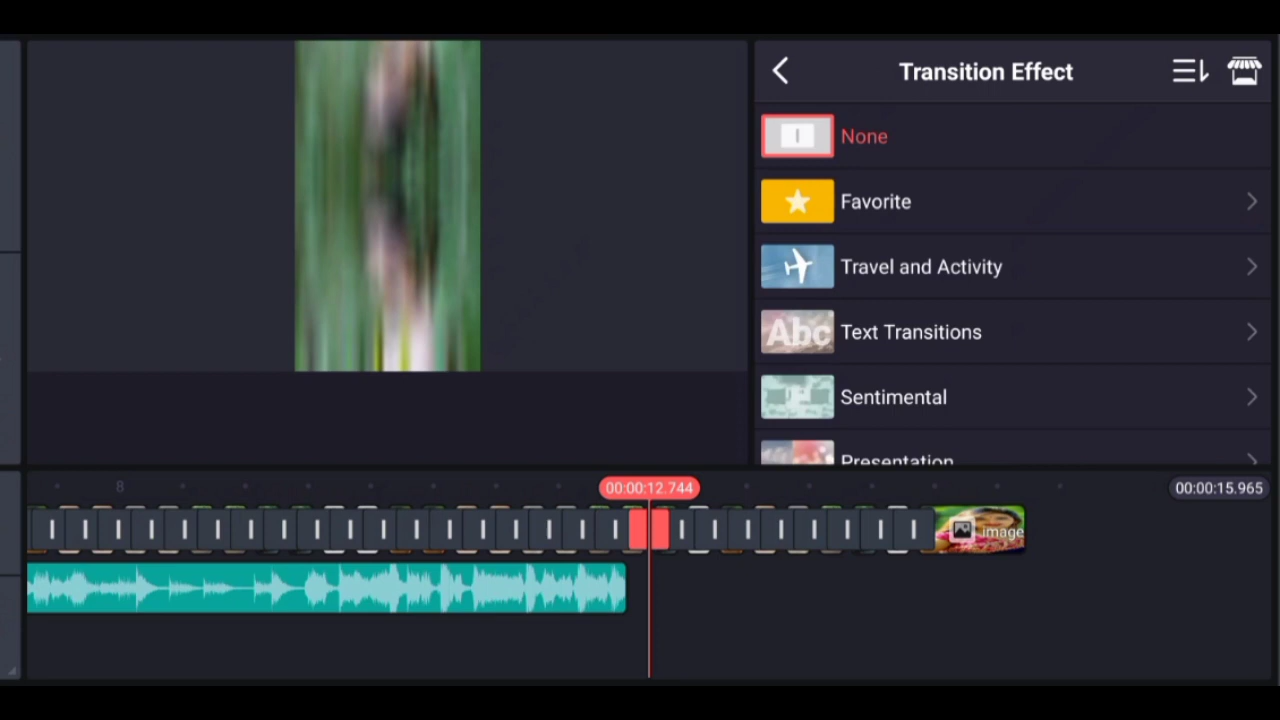 Transition Effect
None
Favorite
Travel and Activity
Abc Text Transitions
Sentimental
Presentation
8
00:00:12.744
00:00:15.965
image